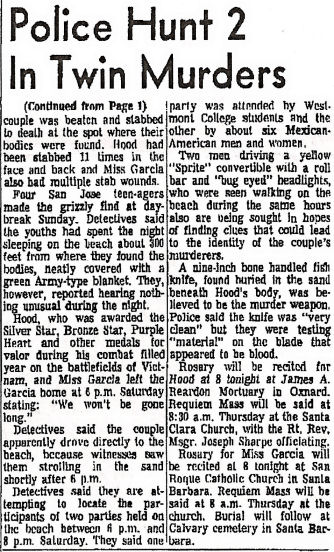 Police Hunt 2
In Twin Murders
(Continued from Page 1)
couple was beaten and stabbed
to death at the spot where their
bodies were found. Hood had
been stabbed 11 times in the
face and back and Miss Garcia
also had multiple stab wounds.
Four San Jose teen-agers
made the grizzly find at day-
break Sunday. Detectives said
the youths had spent the night
sleeping on the beach about 300
feet from where they found the
bodies, neatly covered with a
green Army-type blanket. They,
however, reported hearing noth-
ing unusual during the night.
Hood, who was awarded the
Silver Star, Bronze Star, Purple
Heart and other medals for
valor during his combat filled
year on the battlefields of Viet-
nam, and Miss Garcia left the
Garcia home at 6 p.m. Saturday
stating: "We won't be gone
long."
Detectives said the couple
apparently drove directly to the
beach, because witnesses saw
them strolling in the sand
shortly after 6 p.m.
Detectives said they are at-
tempting to locate the par-
ticipants of two parties held on
the beach between 6 p.m. and
8 p.m. Saturday. They said one
party was attended by West-
mont College students and the
other by about six Mexican-
American men and women.
Two men driving a yellow
"Sprite" convertible with a roll
bar and "bug eyed" headlights,
who were seen walking on the
beach during the same hours
also are being sought in hopes
of finding clues that could lead
to the identity of the couple's
murderers.
A nine-inch bone handled fish
knife, found buried in the sand
beneath Hood's body, was be-
lieved to be the murder weapon.
Police said the knife was "very
clean" but they were testing
"material" on the blade that
appeared to be blood.
Rosary will be recited for
Hood at 8 tonight at James A.
Reardon Mortuary in Oxnard.
Requiem Mass will be said at
8:30 a.m. Thursday at the Santa
Clara Church, with the Rt. Rev.
Msgr. Joseph Sharpe officiating.
Rosary for Miss Garcia will
be recited at 8 tonight at San
Roque Catholic Church in Santa
Barbara. Requiem Mass will be
said at 8 a.m. Thursday at the
church. Burial will follow at
Calvary cemetery in Santa Bar-
bara.